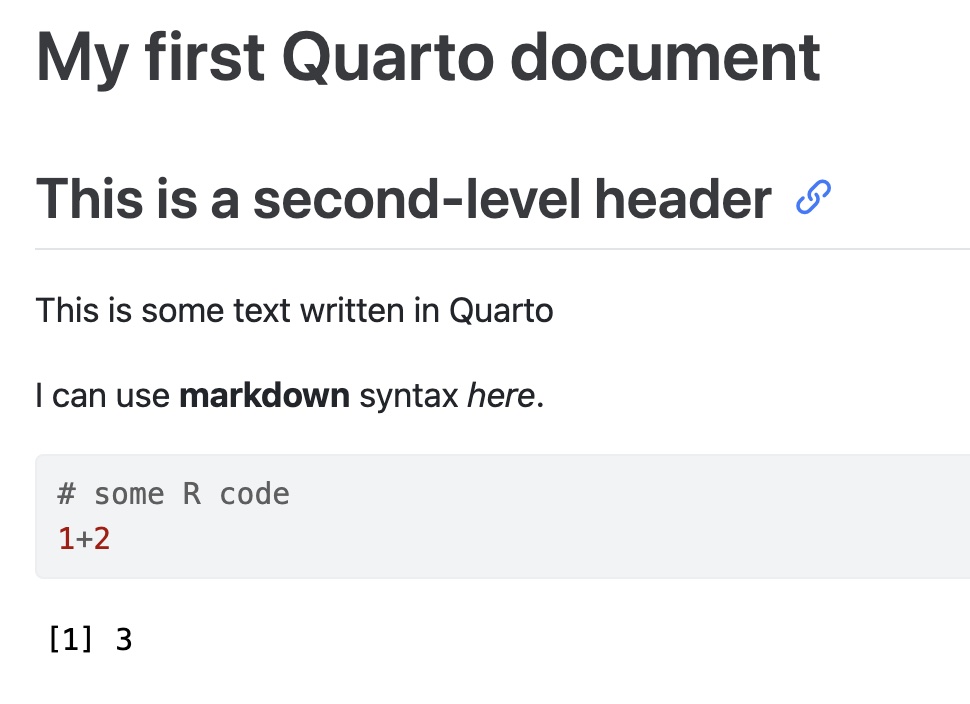 My first Quarto document
This is a second-level header
This is some text written in Quarto
I can use markdown syntax here.
# some R code
1+2
[1] 3